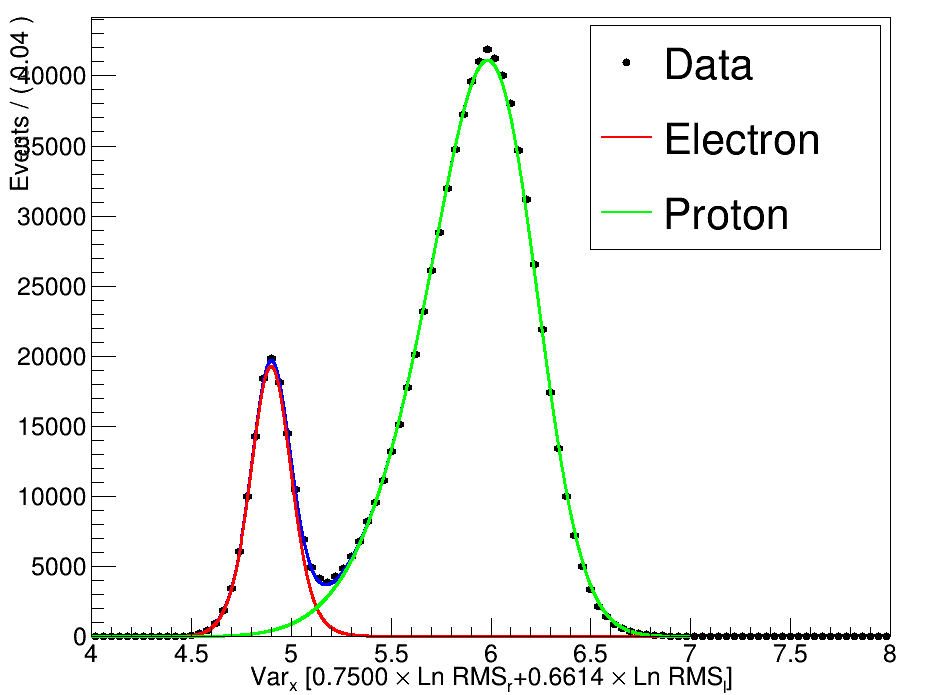 Events / ( 0.04 )
40000
35000
30000
25000
20000
15000
10000
5000
0
Data
Electron
Proton
4 4.5 5 5.5 6 6.5 7 7.5 8
Varₓ [0.7500 × Ln RMSᵣ+0.6614 × Ln RMSₗ]